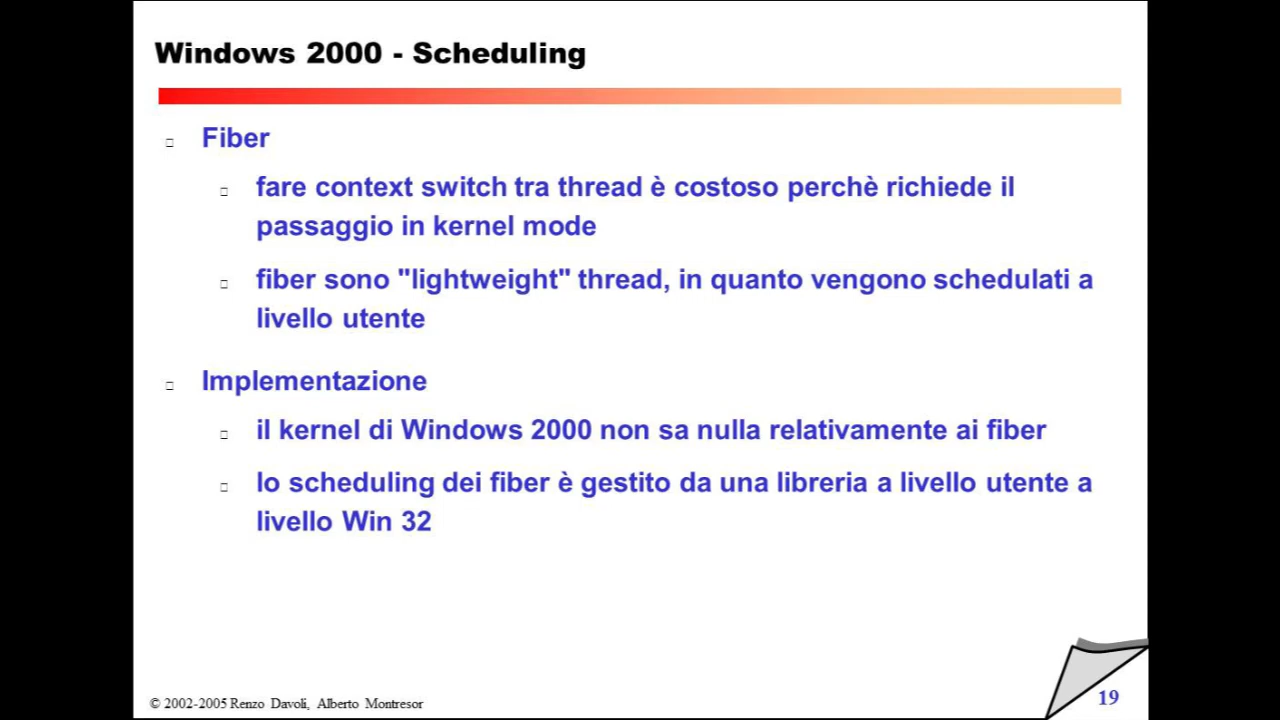 Windows 2000 - Scheduling
Fiber
fare context switch tra thread è costoso perchè richiede il
passaggio in kernel mode
fiber sono "lightweight" thread, in quanto vengono schedulati a
livello utente
Implementazione
il kernel di Windows 2000 non sa nulla relativamente ai fiber
lo scheduling dei fiber è gestito da una libreria a livello utente a
livello Win 32
© 2002-2005 Renzo Davoli, Alberto Montresor
19